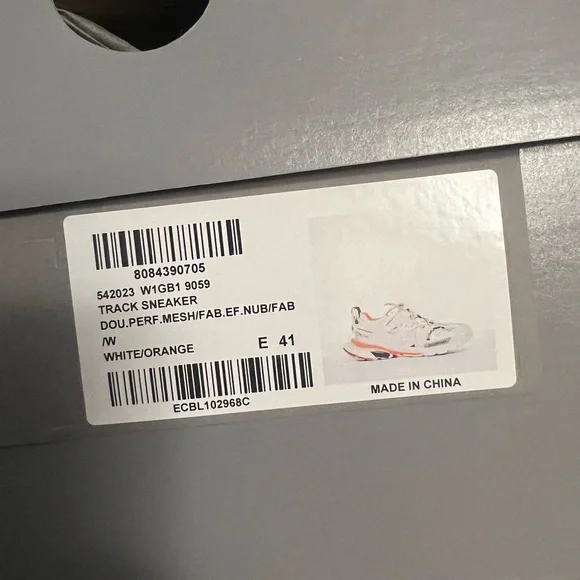 8084390705
542023 W1GB1 9059
TRACK SNEAKER
DOU.PERF.MESH/FAB.EF.NUB/FAB
/W
WHITE/ORANGE E 41
ECBL102968C
MADE IN CHINA